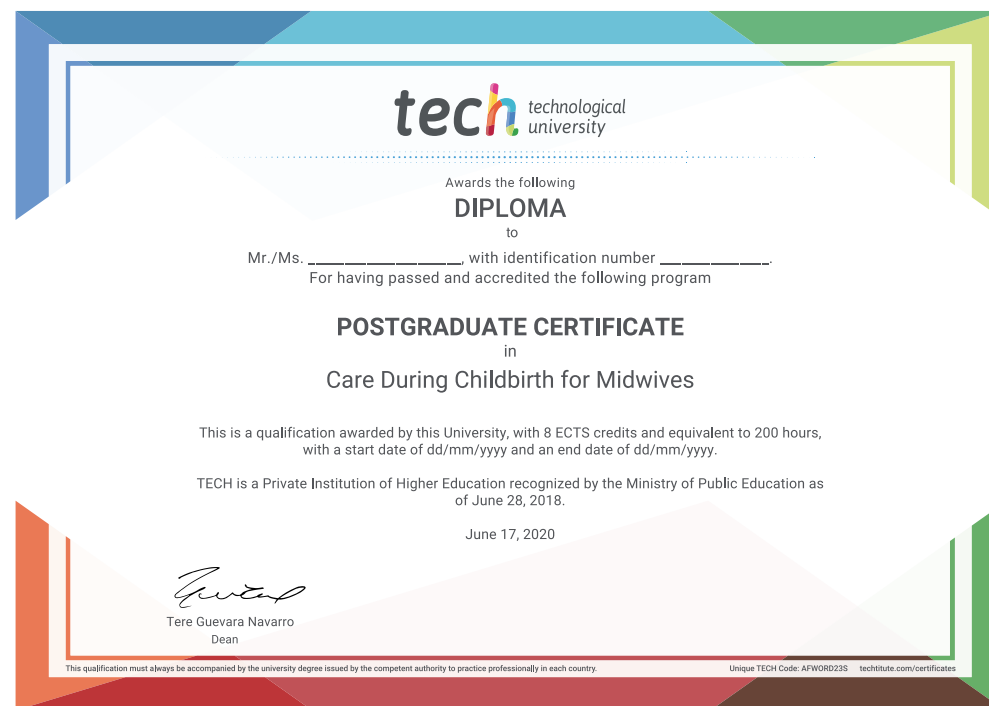 tech technological
university
Awards the following
DIPLOMA
to
Mr./Ms. ____________________, with identification number ______________.
For having passed and accredited the following program
POSTGRADUATE CERTIFICATE
in
Care During Childbirth for Midwives
This is a qualification awarded by this University, with 8 ECTS credits and equivalent to 200 hours,
with a start date of dd/mm/yyyy and an end date of dd/mm/yyyy.
TECH is a Private Institution of Higher Education recognized by the Ministry of Public Education as
of June 28, 2018.
June 17, 2020
Tere Guevara Navarro
Dean
This qualification must always be accompanied by the university degree issued by the competent authority to practice professionally in each country.
Unique TECH Code: AFWORD23S techtitute.com/certificates